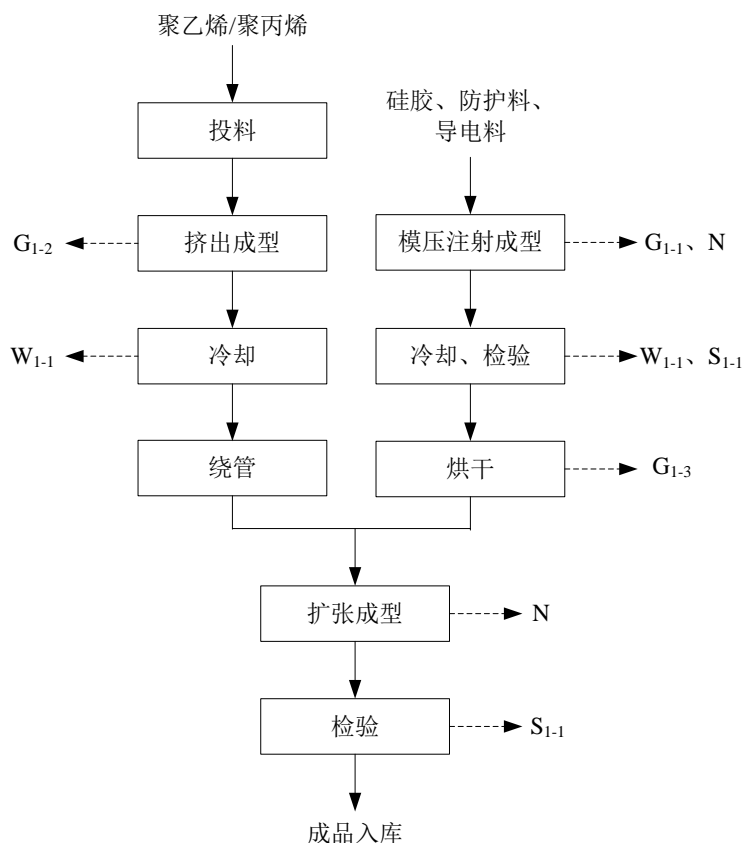 聚乙烯/聚丙烯
硅胶、防护料、
导电料
投料
G1-2
挤出成型
模压注射成型
G1-1、N
W1-1
冷却
冷却、检验
W1-1、S1-1
绕管
烘干
G1-3
扩张成型
N
检验
S1-1
成品入库